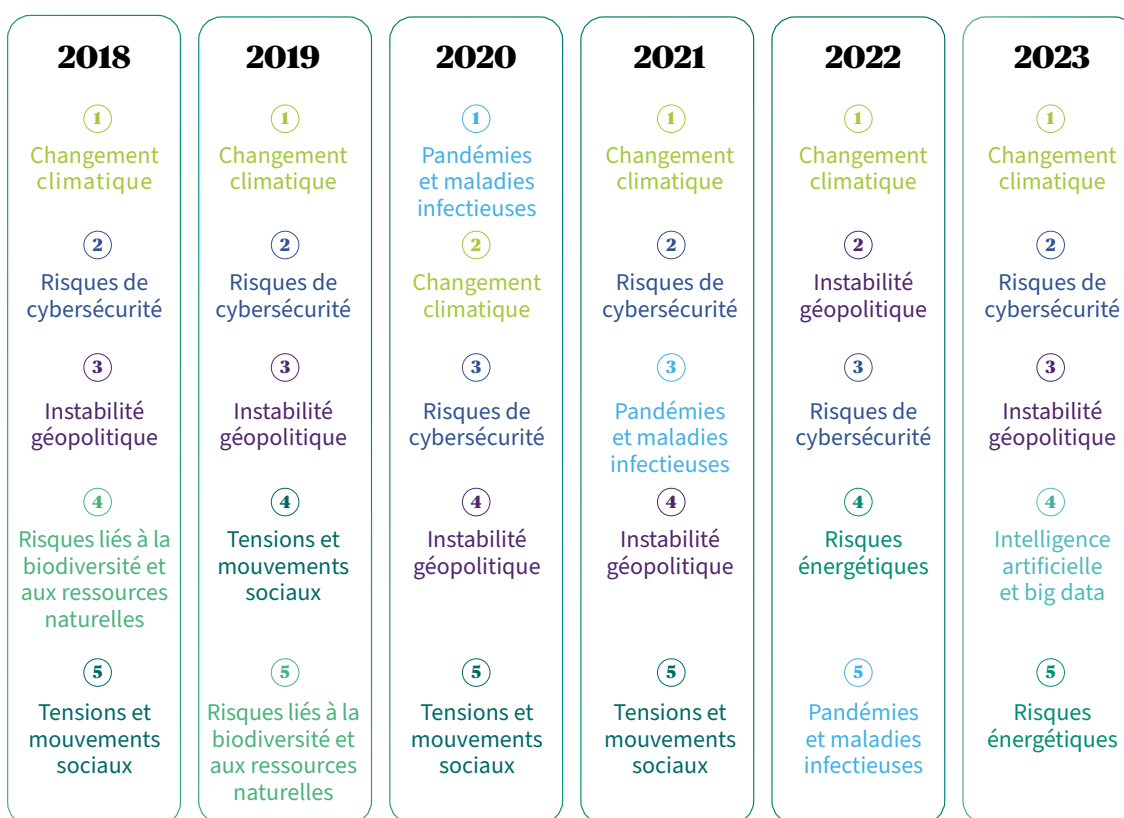 2018
1
Changement
climatique
2
Risques de
cybersécurité
3
Instabilité
géopolitique
4
Risques liés à la
biodiversité et
aux ressources
naturelles
5
Tensions et
mouvements
sociaux
2019
1
Changement
climatique
2
Risques de
cybersécurité
3
Instabilité
géopolitique
4
Tensions et
mouvements
sociaux
5
Risques liés à la
biodiversité et
aux ressources
naturelles
2020
1
Pandémies
et maladies
infectieuses
2
Changement
climatique
3
Risques de
cybersécurité
4
Instabilité
géopolitique
5
Tensions et
mouvements
sociaux
2021
1
Changement
climatique
2
Risques de
cybersécurité
3
Pandémies
et maladies
infectieuses
4
Instabilité
géopolitique
5
Tensions et
mouvements
sociaux
2022
1
Changement
climatique
2
Instabilité
géopolitique
3
Risques de
cybersécurité
4
Risques
énergétiques
5
Pandémies
et maladies
infectieuses
2023
1
Changement
climatique
2
Risques de
cybersécurité
3
Instabilité
géopolitique
4
Intelligence
artificielle
et big data
5
Risques
énergétiques